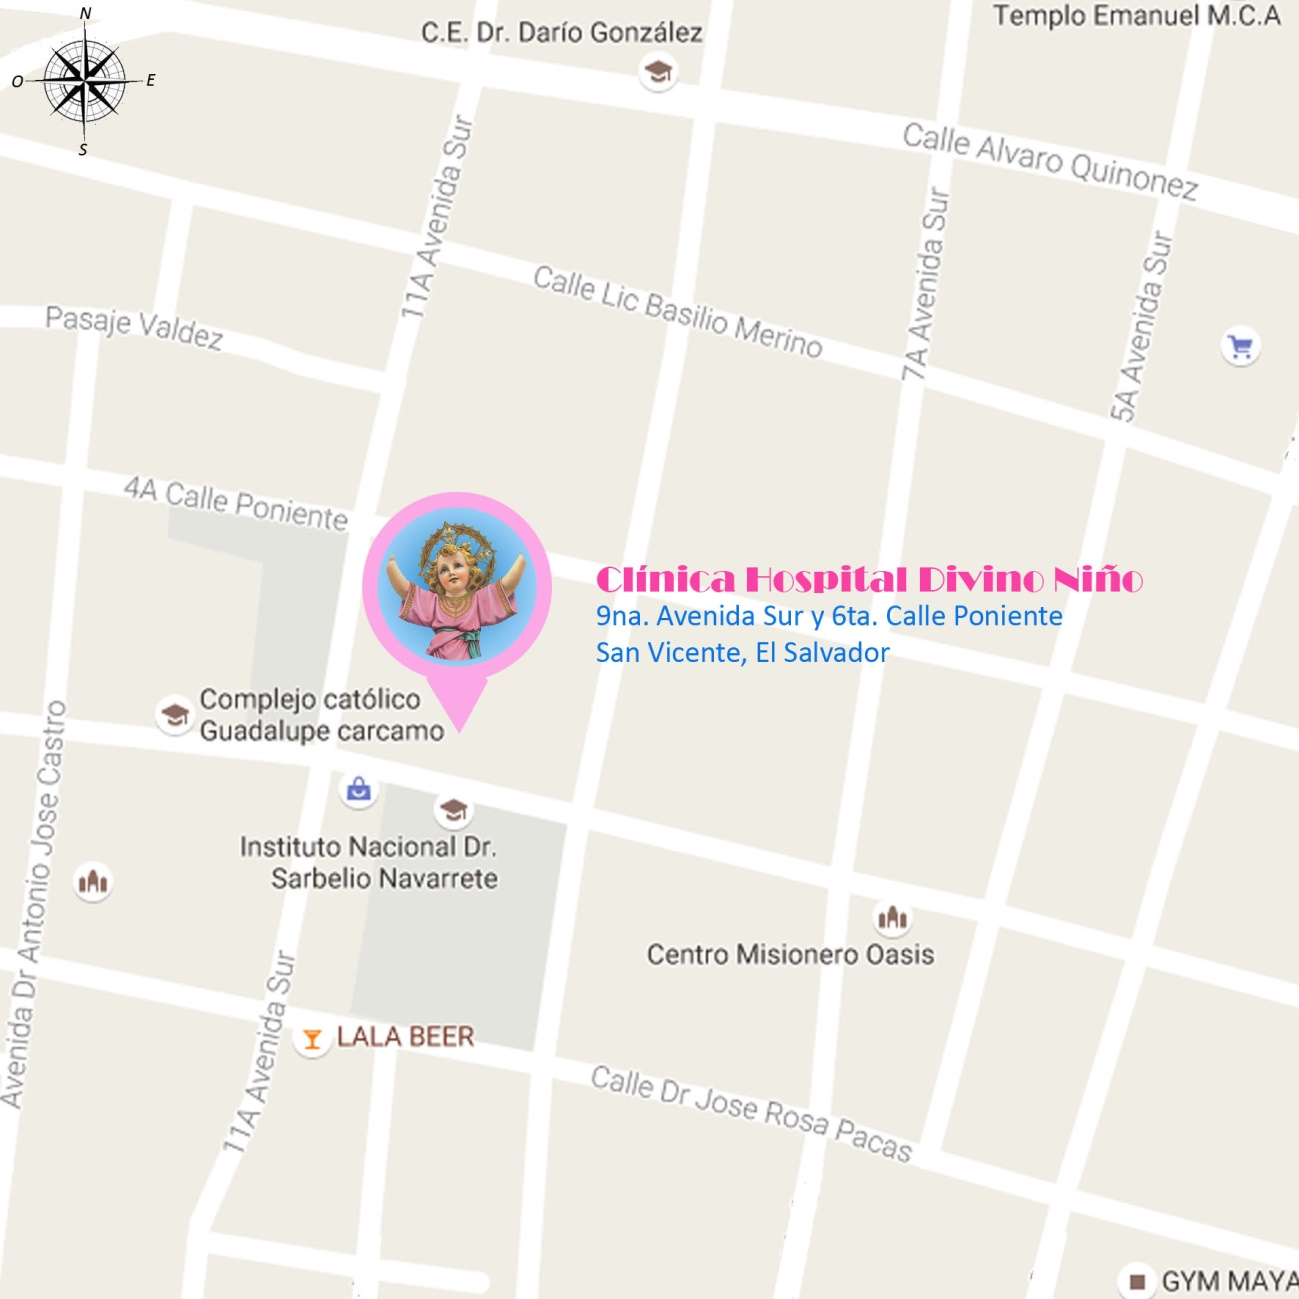 N
O
E
S
C.E. Dr. Darío González
Templo Emanuel M.C.A
Calle Alvaro Quinonez
11A Avenida Sur
7A Avenida Sur
5A Avenida Sur
Calle Lic Basilio Merino
Pasaje Valdez
4A Calle Poniente
Clínica Hospital Divino Niño
9na. Avenida Sur y 6ta. Calle Poniente
San Vicente, El Salvador
Complejo católico
Guadalupe carcamo
Avenida Dr Antonio Jose Castro
Instituto Nacional Dr.
Sarbelio Navarrete
Centro Misionero Oasis
11A Avenida Sur
LALA BEER
Calle Dr Jose Rosa Pacas
GYM MAYA